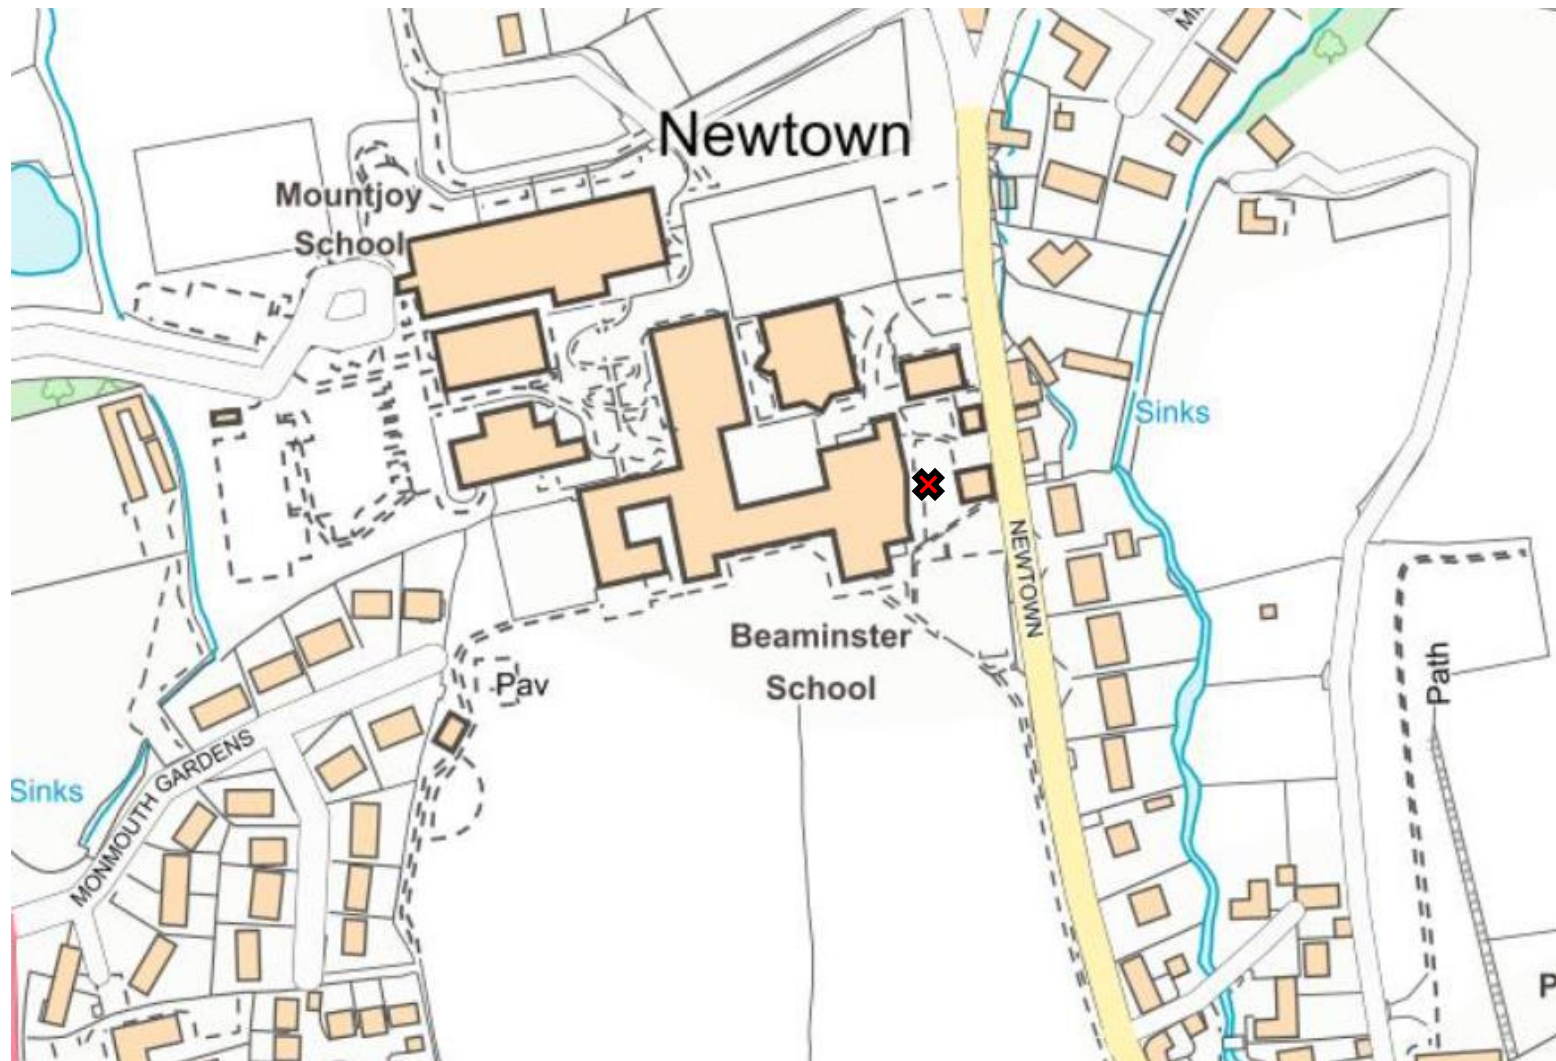 Newtown
Mountjoy
School
Sinks
NEWTOWN
Beaminster
School
Path
Pav
MONMOUTH GARDENS
Sinks
P